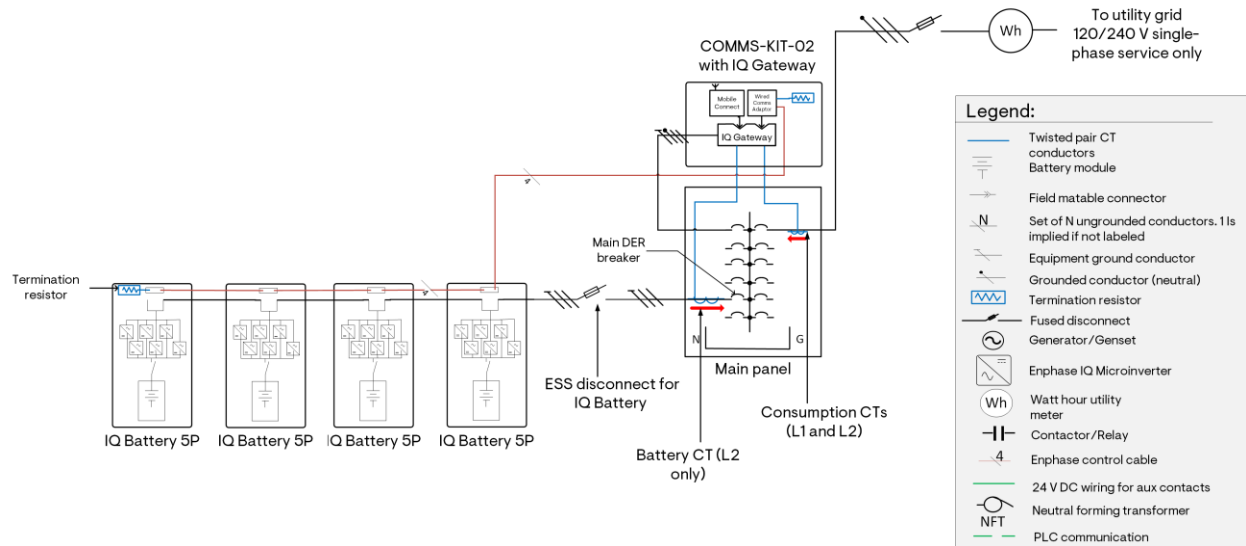 To utility grid
120/240 V single-
phase service only
Wh
COMMS-KIT-02
with IQ Gateway
Mobile
Connect
Wired
Comms
Adaptor
IQ Gateway
4
Main DER
breaker
Termination
resistor
4
N
G
Main panel
ESS disconnect for
IQ Battery
IQ Battery 5P
IQ Battery 5P
IQ Battery 5P
IQ Battery 5P
Consumption CTs
(L1 and L2)
Battery CT (L2
only)
Legend:
Twisted pair CT
conductors
Battery module
Field matable connector
N
Set of N ungrounded conductors. 1 Is
implied if not labeled
Equipment ground conductor
Grounded conductor (neutral)
Termination resistor
Fused disconnect
Generator/Genset
Enphase IQ Microinverter
Wh
Watt hour utility
meter
Contactor/Relay
4
Enphase control cable
24 V DC wiring for aux contacts
Neutral forming transformer
NFT
PLC communication